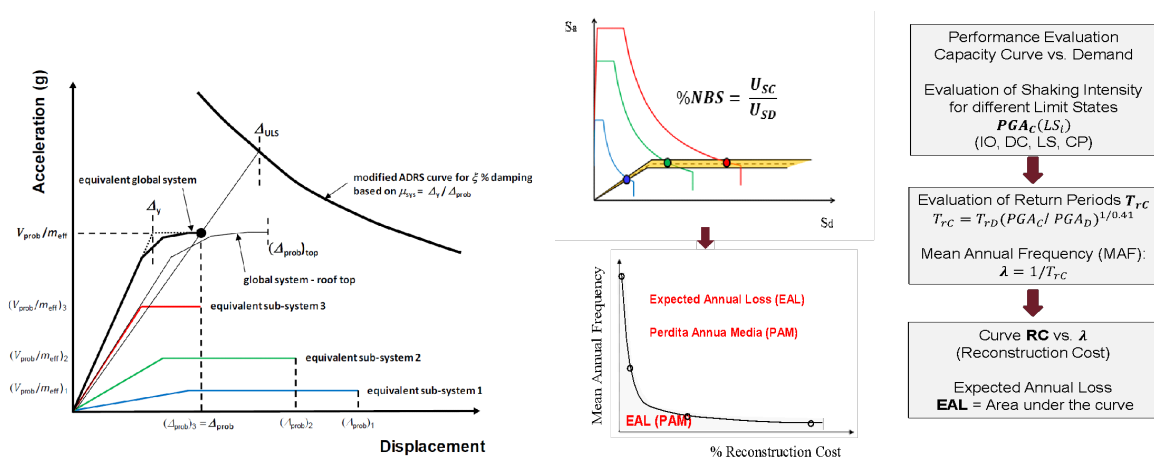 Acceleration (g)
Δ_ULS
equivalent global system
modified ADRS curve for ξ % damping
based on μ_sys = Δ_y / Δ_prob
Δ_y
V_prob/m_eff
(Δ_prob)_top
global system - roof top
(V_prob/m_eff)_3
equivalent sub-system 3
(V_prob/m_eff)_2
equivalent sub-system 2
(V_prob/m_eff)_1
equivalent sub-system 1
(Δ_prob)_3 = Δ_prob
(Δ_prob)_2
(Δ_prob)_1
Displacement
Sa
%NBS = U_SC / U_SD
Sd
Mean Annual Frequency
Expected Annual Loss (EAL)
Perdita Annua Media (PAM)
EAL (PAM)
% Reconstruction Cost
Performance Evaluation
Capacity Curve vs. Demand
Evaluation of Shaking Intensity
for different Limit States
PGA_C(LS_i)
(IO, DC, LS, CP)
Evaluation of Return Periods T_rC
T_rC = T_rD(PGA_C/ PGA_D)^1/0.41
Mean Annual Frequency (MAF):
λ = 1/T_rC
Curve RC vs. λ
(Reconstruction Cost)
Expected Annual Loss
EAL = Area under the curve